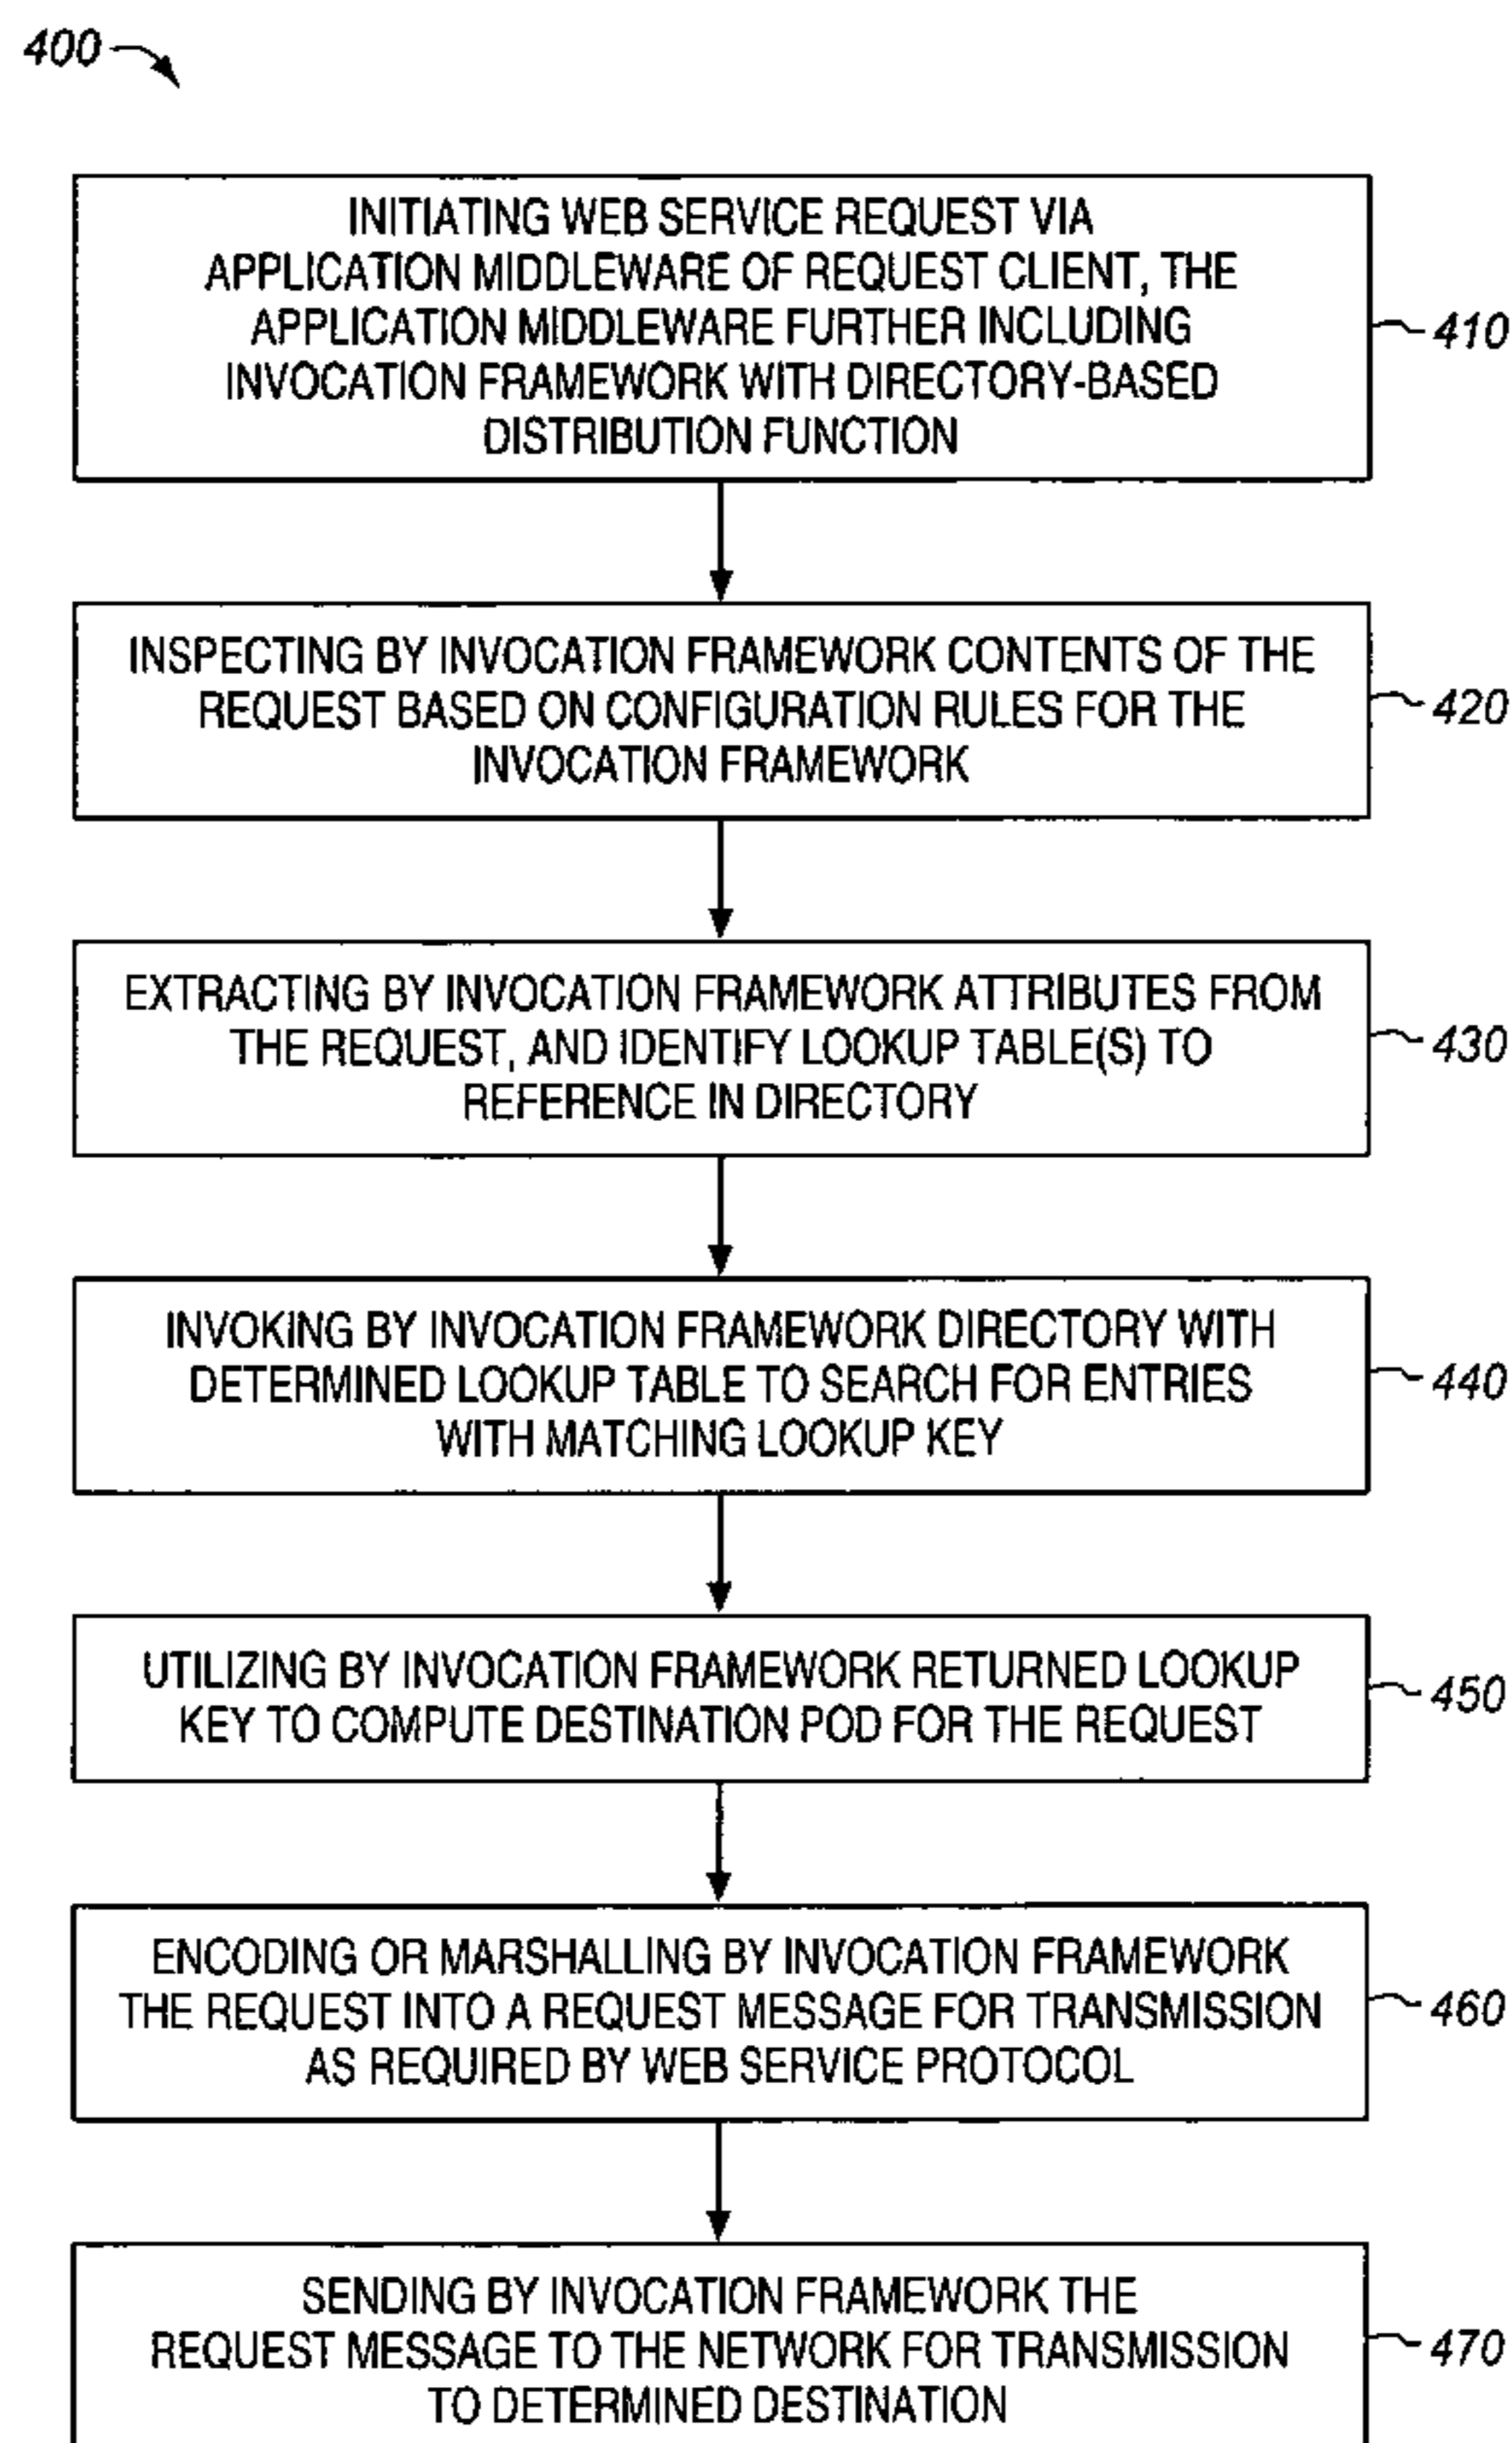 400
INITIATING WEB SERVICE REQUEST VIA
APPLICATION MIDDLEWARE OF REQUEST CLIENT, THE
APPLICATION MIDDLEWARE FURTHER INCLUDING
INVOCATION FRAMEWORK WITH DIRECTORY-BASED
DISTRIBUTION FUNCTION
410
INSPECTING BY INVOCATION FRAMEWORK CONTENTS OF THE
REQUEST BASED ON CONFIGURATION RULES FOR THE
INVOCATION FRAMEWORK
420
EXTRACTING BY INVOCATION FRAMEWORK ATTRIBUTES FROM
THE REQUEST, AND IDENTIFY LOOKUP TABLE(S) TO
REFERENCE IN DIRECTORY
430
INVOKING BY INVOCATION FRAMEWORK DIRECTORY WITH
DETERMINED LOOKUP TABLE TO SEARCH FOR ENTRIES
WITH MATCHING LOOKUP KEY
440
UTILIZING BY INVOCATION FRAMEWORK RETURNED LOOKUP
KEY TO COMPUTE DESTINATION POD FOR THE REQUEST
450
ENCODING OR MARSHALLING BY INVOCATION FRAMEWORK
THE REQUEST INTO A REQUEST MESSAGE FOR TRANSMISSION
AS REQUIRED BY WEB SERVICE PROTOCOL
460
SENDING BY INVOCATION FRAMEWORK THE
REQUEST MESSAGE TO THE NETWORK FOR TRANSMISSION
TO DETERMINED DESTINATION
470